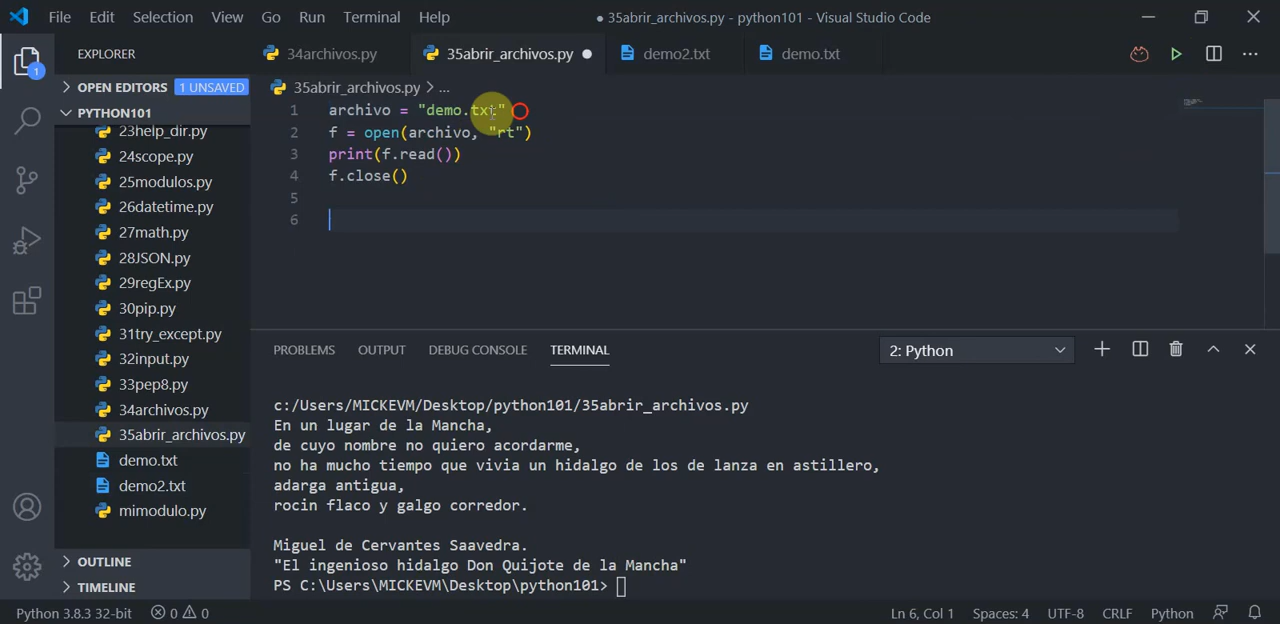 File Edit Selection View Go Run Terminal Help ● 35abrir_archivos.py - python101 - Visual Studio Code
EXPLORER 34archivos.py 35abrir_archivos.py demo2.txt demo.txt
OPEN EDITORS 1 UNSAVED
35abrir_archivos.py > ...
PYTHON101
1 archivo = "demo.txt"
2 f = open(archivo, "rt")
3 print(f.read())
4 f.close()
5
6
23help_dir.py
24scope.py
25modulos.py
26datetime.py
27math.py
28JSON.py
29regEx.py
30pip.py
31try_except.py
32input.py
33pep8.py
34archivos.py
35abrir_archivos.py
demo.txt
demo2.txt
mimodulo.py
OUTLINE
TIMELINE
1
PROBLEMS OUTPUT DEBUG CONSOLE TERMINAL 2: Python
c:/Users/MICKEVM/Desktop/python101/35abrir_archivos.py
En un lugar de la Mancha,
de cuyo nombre no quiero acordarme,
no ha mucho tiempo que vivia un hidalgo de los de lanza en astillero,
adarga antigua,
rocin flaco y galgo corredor.
Miguel de Cervantes Saavedra.
"El ingenioso hidalgo Don Quijote de la Mancha"
PS C:\Users\MICKEVM\Desktop\python101>
Python 3.8.3 32-bit 0 0 Ln 6, Col 1 Spaces: 4 UTF-8 CRLF Python